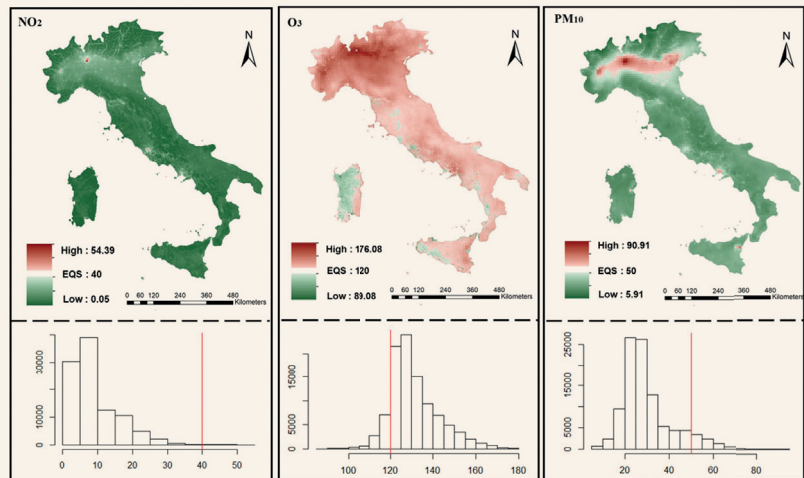 NO2
N
High : 54.39
EQS : 40
Low : 0.05
0 60 120 240 360 480
Kilometers
30000
10000
0
0 10 20 30 40 50
O3
N
High : 176.08
EQS : 120
Low : 89.08
0 60 120 240 360 480
Kilometers
15000
5000
0
100 120 140 160 180
PM10
N
High : 90.91
EQS : 50
Low : 5.91
0 60 120 240 360 480
Kilometers
25000
15000
5000
0
20 40 60 80